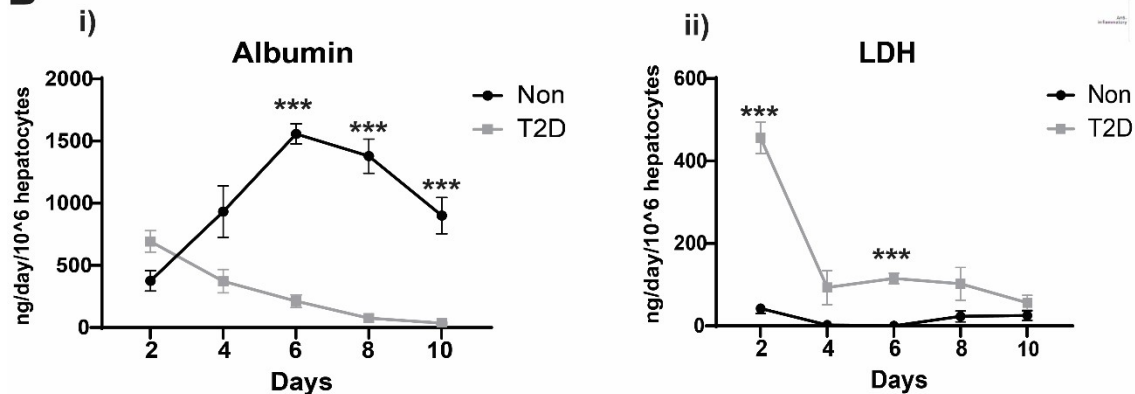 B
i)
Albumin
ng/day/10^6 hepatocytes
2000
1500
1000
500
0
***
***
***
Non
T2D
2 4 6 8 10
Days
ii)
LDH
ng/day/10^6 hepatocytes
600
400
200
0
***
***
Non
T2D
2 4 6 8 10
Days